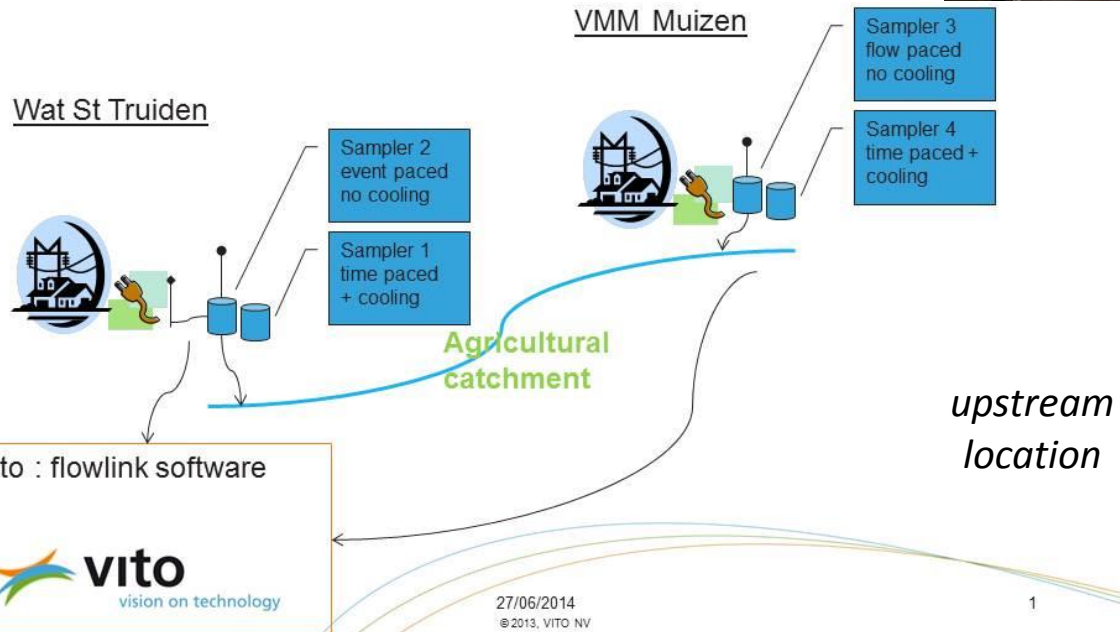 VMM Muizen
Sampler 3
flow paced
no cooling
Sampler 4
time paced +
cooling
Wat St Truiden
Sampler 2
event paced
no cooling
Sampler 1
time paced
+ cooling
Agricultural
catchment
upstream
location
to : flowlink software
vito
vision on technology
27/06/2014
© 2013, VITO NV
1